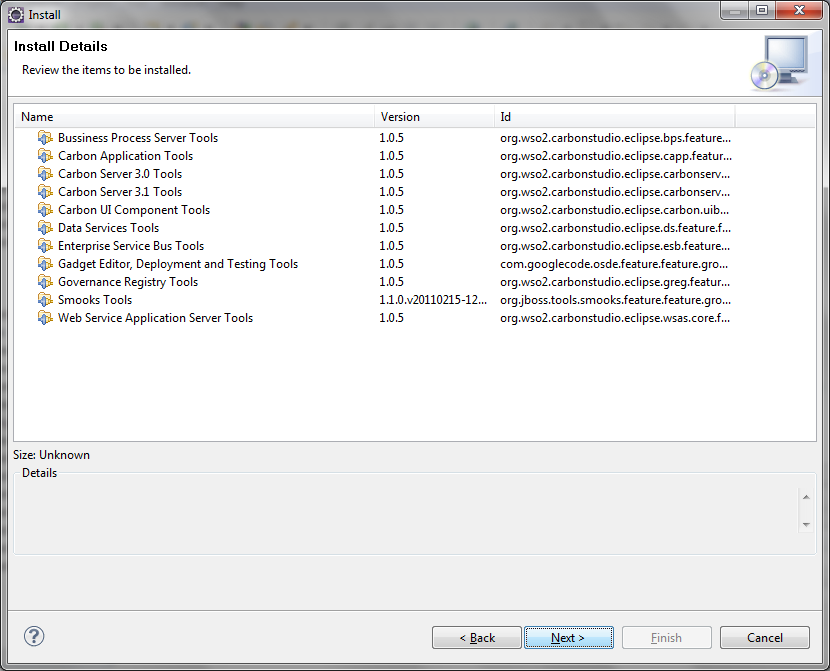 Install
Install Details
Review the items to be installed.
Name Version Id
Bussiness Process Server Tools 1.0.5 org.wso2.carbonstudio.eclipse.bps.feature...
Carbon Application Tools 1.0.5 org.wso2.carbonstudio.eclipse.capp.featur...
Carbon Server 3.0 Tools 1.0.5 org.wso2.carbonstudio.eclipse.carbonserv...
Carbon Server 3.1 Tools 1.0.5 org.wso2.carbonstudio.eclipse.carbonserv...
Carbon UI Component Tools 1.0.5 org.wso2.carbonstudio.eclipse.carbon.uib...
Data Services Tools 1.0.5 org.wso2.carbonstudio.eclipse.ds.feature.f...
Enterprise Service Bus Tools 1.0.5 org.wso2.carbonstudio.eclipse.esb.feature...
Gadget Editor, Deployment and Testing Tools 1.0.5 com.googlecode.osde.feature.feature.gro...
Governance Registry Tools 1.0.5 org.wso2.carbonstudio.eclipse.greg.featur...
Smooks Tools 1.1.0.v20110215-12... org.jboss.tools.smooks.feature.feature.gro...
Web Service Application Server Tools 1.0.5 org.wso2.carbonstudio.eclipse.wsas.core.f...
Size: Unknown
Details
? < Back Next > Finish Cancel